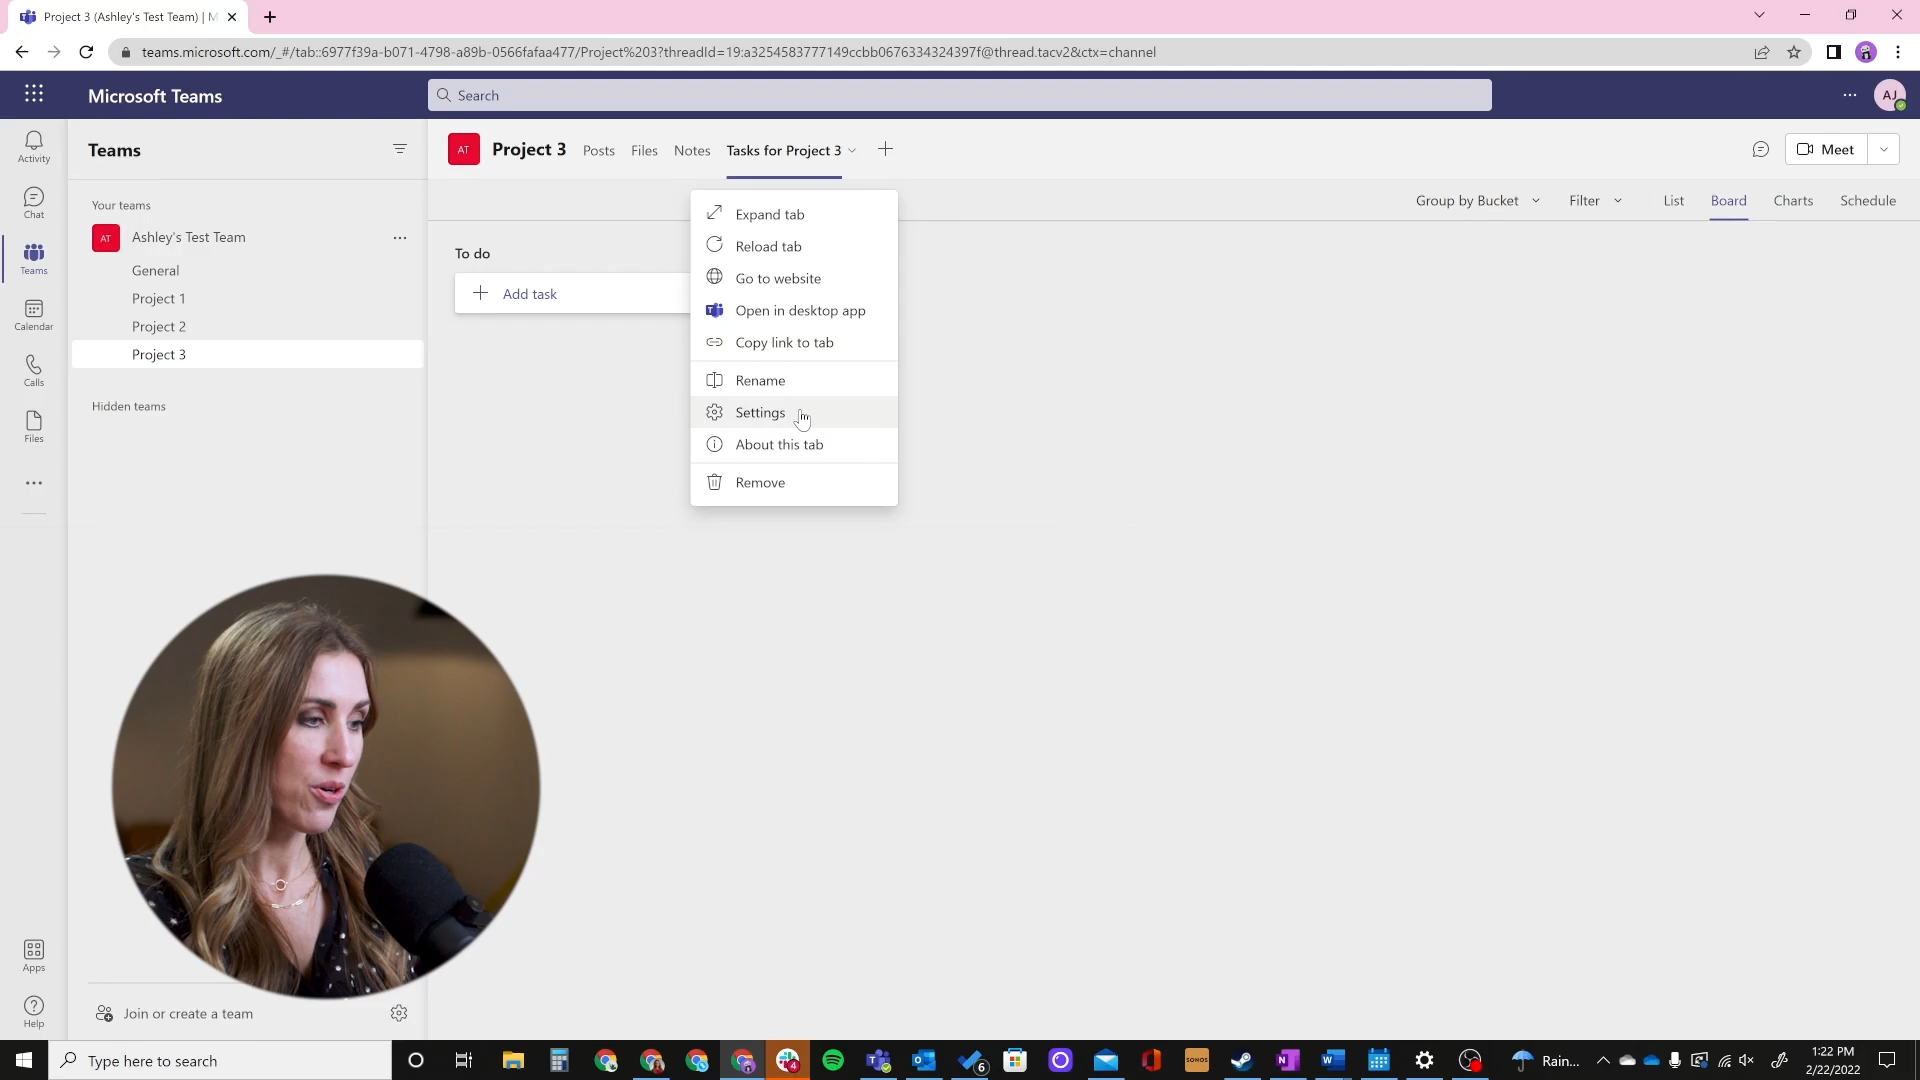 Project 3 (Ashley's Test Team) | M
teams.microsoft.com/_#/tab::6977f39a-b071-4798-a89b-0566fafaa477/Project%203?threadId=19:a3254583777149ccbb0676334324397f@thread.tacv2&ctx=channel
Microsoft Teams
Search
AJ
Activity
Chat
Teams
Calendar
Calls
Files
Apps
Help
Teams
Your teams
AT Ashley's Test Team
General
Project 1
Project 2
Project 3
Hidden teams
Join or create a team
AT Project 3 Posts Files Notes Tasks for Project 3
Meet
Group by Bucket Filter List Board Charts Schedule
To do
Add task
Expand tab
Reload tab
Go to website
Open in desktop app
Copy link to tab
Rename
Settings
About this tab
Remove
Type here to search
4
SONOS
6
Rain...
1:22 PM
2/22/2022